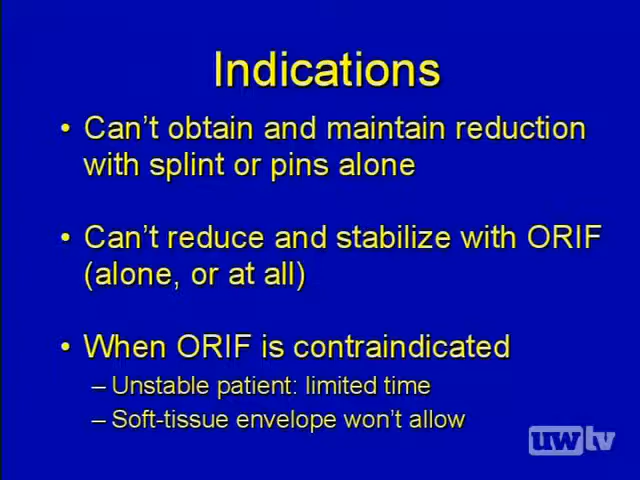 Indications
• Can't obtain and maintain reduction
with splint or pins alone
• Can't reduce and stabilize with ORIF
(alone, or at all)
• When ORIF is contraindicated
– Unstable patient: limited time
– Soft-tissue envelope won't allow
uwtv